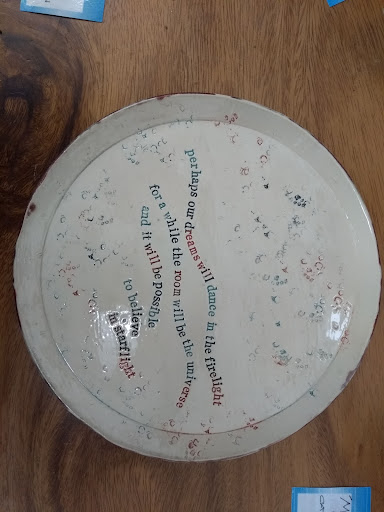 perhaps our dreams will dance in the firelight
for a while the room will be the universe
and it will be possible
to believe
in starflight